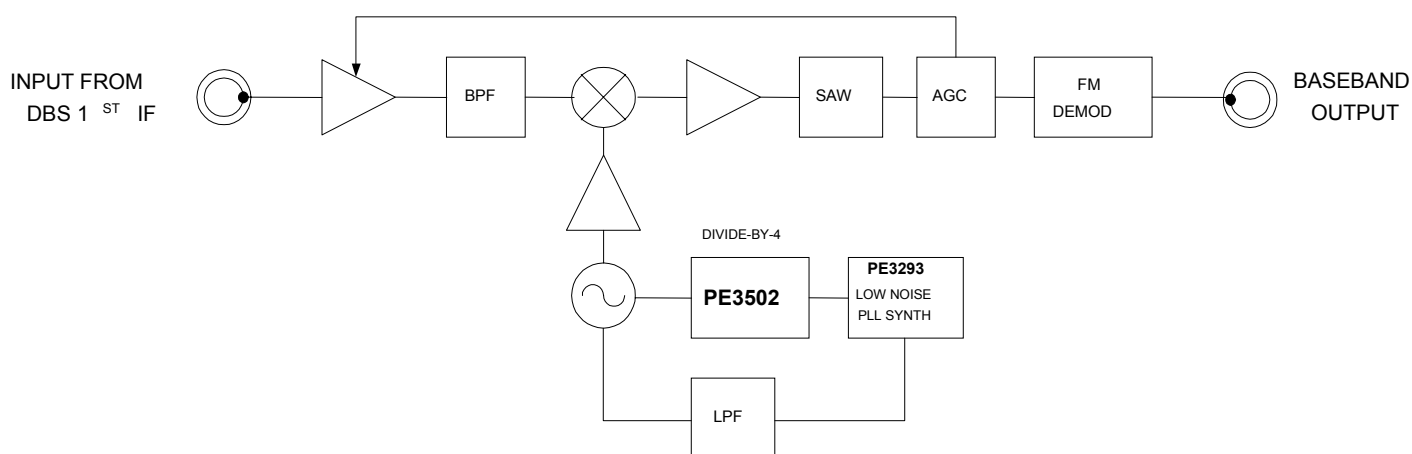 INPUT FROM
DBS 1 ST IF
BPF
SAW
AGC
FM
DEMOD
BASEBAND
OUTPUT
DIVIDE-BY-4
PE3502
PE3293
LOW NOISE
PLL SYNTH
LPF